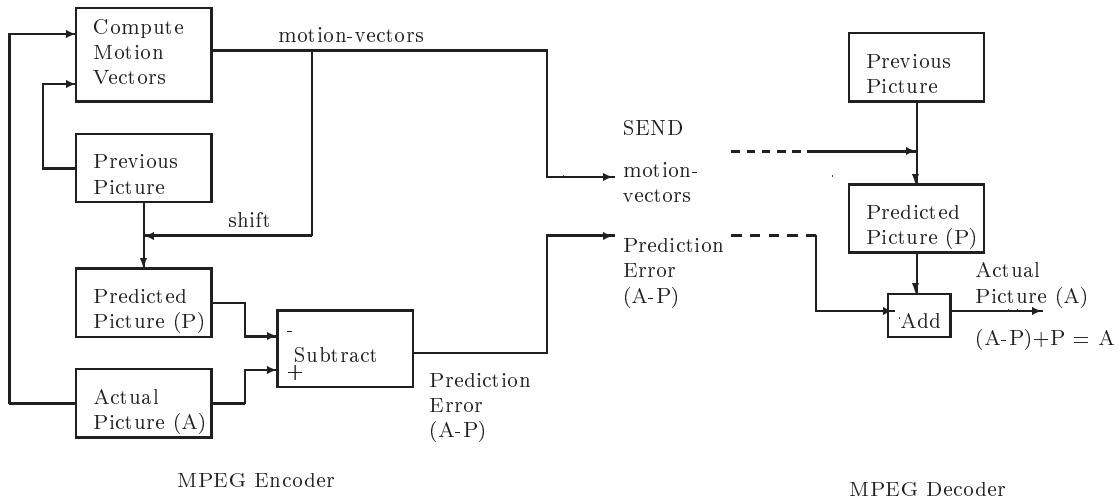 Compute
Motion
Vectors
motion-vectors
Previous
Picture
shift
Predicted
Picture (P)
-
Subtract
+
Actual
Picture (A)
Prediction
Error
(A-P)
MPEG Encoder
SEND
motion-
vectors
Prediction
Error
(A-P)
Previous
Picture
Predicted
Picture (P)
Add
Actual
Picture (A)
(A-P)+P = A
MPEG Decoder